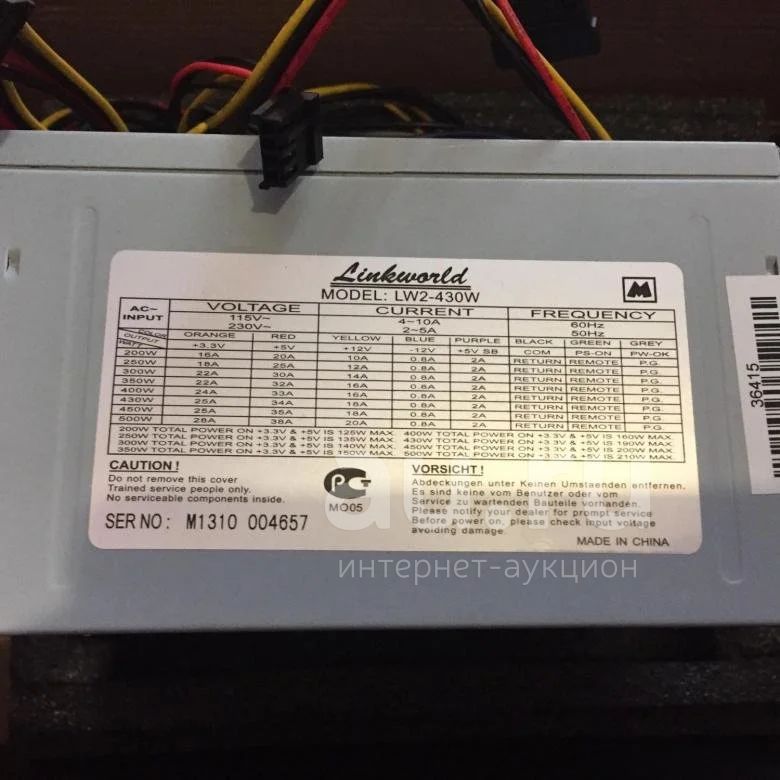 Linkworld
M
MODEL: LW2-430W
AC~ INPUT VOLTAGE 115V~ 230V~ CURRENT 4~10A 2~5A FREQUENCY 60Hz 50Hz
COLOR OUTPUT WATT ORANGE RED YELLOW BLUE PURPLE BLACK GREEN GREY
+3.3V +5V +12V -12V +5V SB COM PS-ON PW-OK
200W 16A 20A 10A 0.8A 2A RETURN REMOTE P.G.
250W 18A 25A 12A 0.8A 2A RETURN REMOTE P.G.
300W 22A 30A 14A 0.8A 2A RETURN REMOTE P.G.
350W 22A 32A 16A 0.8A 2A RETURN REMOTE P.G.
400W 24A 33A 16A 0.8A 2A RETURN REMOTE P.G.
430W 25A 34A 18A 0.8A 2A RETURN REMOTE P.G.
450W 25A 35A 18A 0.8A 2A RETURN REMOTE P.G.
500W 28A 38A 20A 0.8A 2A RETURN REMOTE P.G.
200W TOTAL POWER ON +3.3V & +5V IS 125W MAX. 400W TOTAL POWER ON +3.3V & +5V IS 160W MAX.
250W TOTAL POWER ON +3.3V & +5V IS 135W MAX. 430W TOTAL POWER ON +3.3V & +5V IS 190W MAX.
300W TOTAL POWER ON +3.3V & +5V IS 140W MAX. 450W TOTAL POWER ON +3.3V & +5V IS 200W MAX.
350W TOTAL POWER ON +3.3V & +5V IS 150W MAX. 500W TOTAL POWER ON +3.3V & +5V IS 210W MAX.
CAUTION !
Do not remove this cover
Trained service people only.
No serviceable components inside.
SER NO: M1310 004657
MO05
VORSICHT !
Abdeckungen unter Keinen Umstaenden entfernen.
Es sind keine vom Benutzer oder vom
Service zu wartenden Bauteile vorhanden.
Please notify your dealer for prompt service
Before power on, please check input voltage
avoiding damage.
MADE IN CHINA
36415
интернет-аукцион